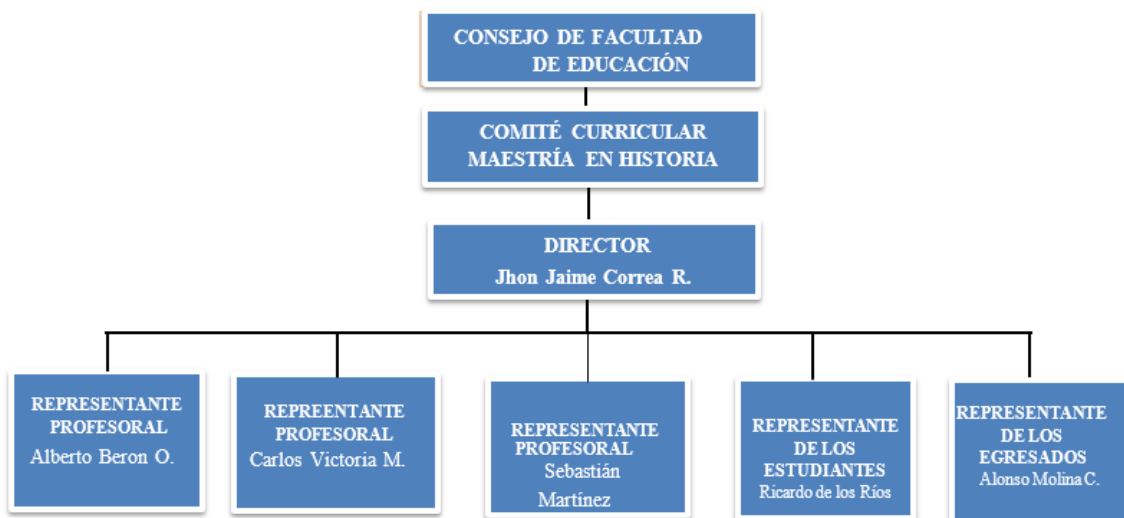 CONSEJO DE FACULTAD
DE EDUCACIÓN
COMITÉ CURRICULAR
MAESTRÍA EN HISTORIA
DIRECTOR
Jhon Jaime Correa R.
REPRESENTANTE
PROFESORAL
Alberto Beron O.
REPREENTANTE
PROFESORAL
Carlos Victoria M.
REPRESENTANTE
PROFESORAL
Sebastián
Martínez
REPRESENTANTE
DE LOS
ESTUDIANTES
Ricardo de los Ríos
REPRESENTANTE
DE LOS
EGRESADOS
Alonso Molina C.